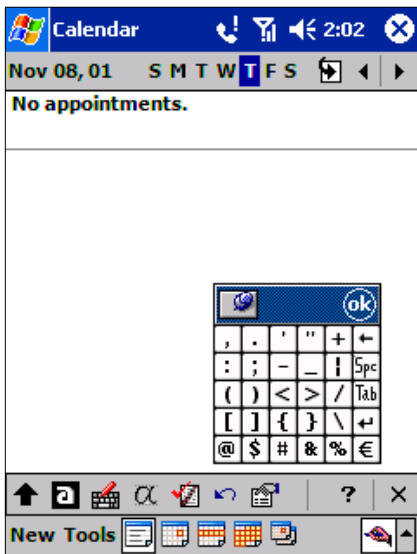 Calendar 2:02
Nov 08, 01 S M T W T F S
No appointments.
ok
, . ' " + ←
: ; - _ ¦ Spc
( ) < > / Tab
[ ] { } \ ↵
@ $ # & % €
a α ?
New Tools